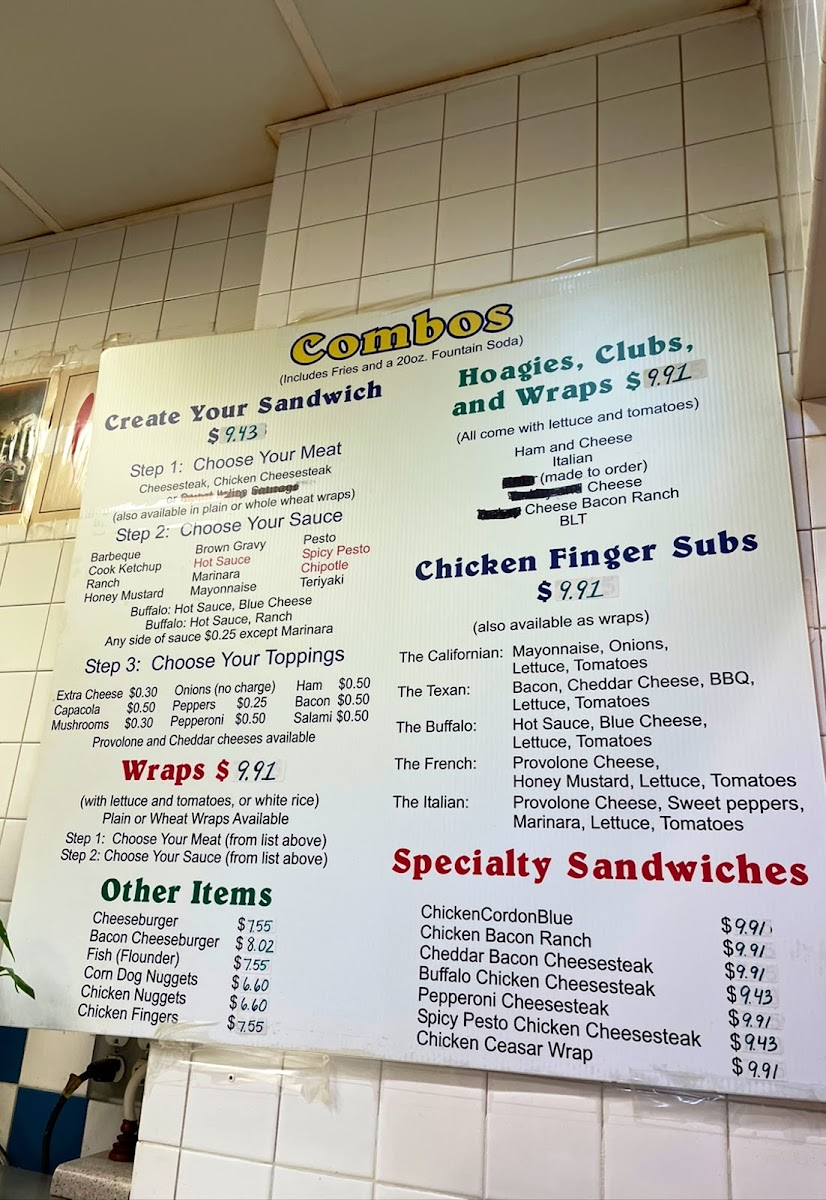 Combos
(Includes Fries and a 20oz. Fountain Soda)
Create Your Sandwich
$ 9.43
Step 1: Choose Your Meat
Cheesesteak, Chicken Cheesesteak
or
(also available in plain or whole wheat wraps)
Step 2: Choose Your Sauce
Barbeque Brown Gravy Pesto
Cook Ketchup Hot Sauce Spicy Pesto
Ranch Marinara Chipotle
Honey Mustard Mayonnaise Teriyaki
Buffalo: Hot Sauce, Blue Cheese
Buffalo: Hot Sauce, Ranch
Any side of sauce $0.25 except Marinara
Step 3: Choose Your Toppings
Extra Cheese $0.30 Onions (no charge) Ham $0.50
Capacola $0.50 Peppers $0.25 Bacon $0.50
Mushrooms $0.30 Pepperoni $0.50 Salami $0.50
Provolone and Cheddar cheeses available
Wraps $ 9.91
(with lettuce and tomatoes, or white rice)
Plain or Wheat Wraps Available
Step 1: Choose Your Meat (from list above)
Step 2: Choose Your Sauce (from list above)
Other Items
Cheeseburger $7.55
Bacon Cheeseburger $8.02
Fish (Flounder) $7.55
Corn Dog Nuggets $6.60
Chicken Nuggets $6.60
Chicken Fingers $7.55
Hoagies, Clubs,
and Wraps $9.91
(All come with lettuce and tomatoes)
Ham and Cheese
Italian
(made to order)
Cheese
Cheese Bacon Ranch
BLT
Chicken Finger Subs
$ 9.91
(also available as wraps)
The Californian: Mayonnaise, Onions,
Lettuce, Tomatoes
The Texan: Bacon, Cheddar Cheese, BBQ,
Lettuce, Tomatoes
The Buffalo: Hot Sauce, Blue Cheese,
Lettuce, Tomatoes
The French: Provolone Cheese,
Honey Mustard, Lettuce, Tomatoes
The Italian: Provolone Cheese, Sweet peppers,
Marinara, Lettuce, Tomatoes
Specialty Sandwiches
ChickenCordonBlue $9.91
Chicken Bacon Ranch $9.91
Cheddar Bacon Cheesesteak $9.91
Buffalo Chicken Cheesesteak $9.43
Pepperoni Cheesesteak $9.91
Spicy Pesto Chicken Cheesesteak $9.43
Chicken Ceasar Wrap $9.91